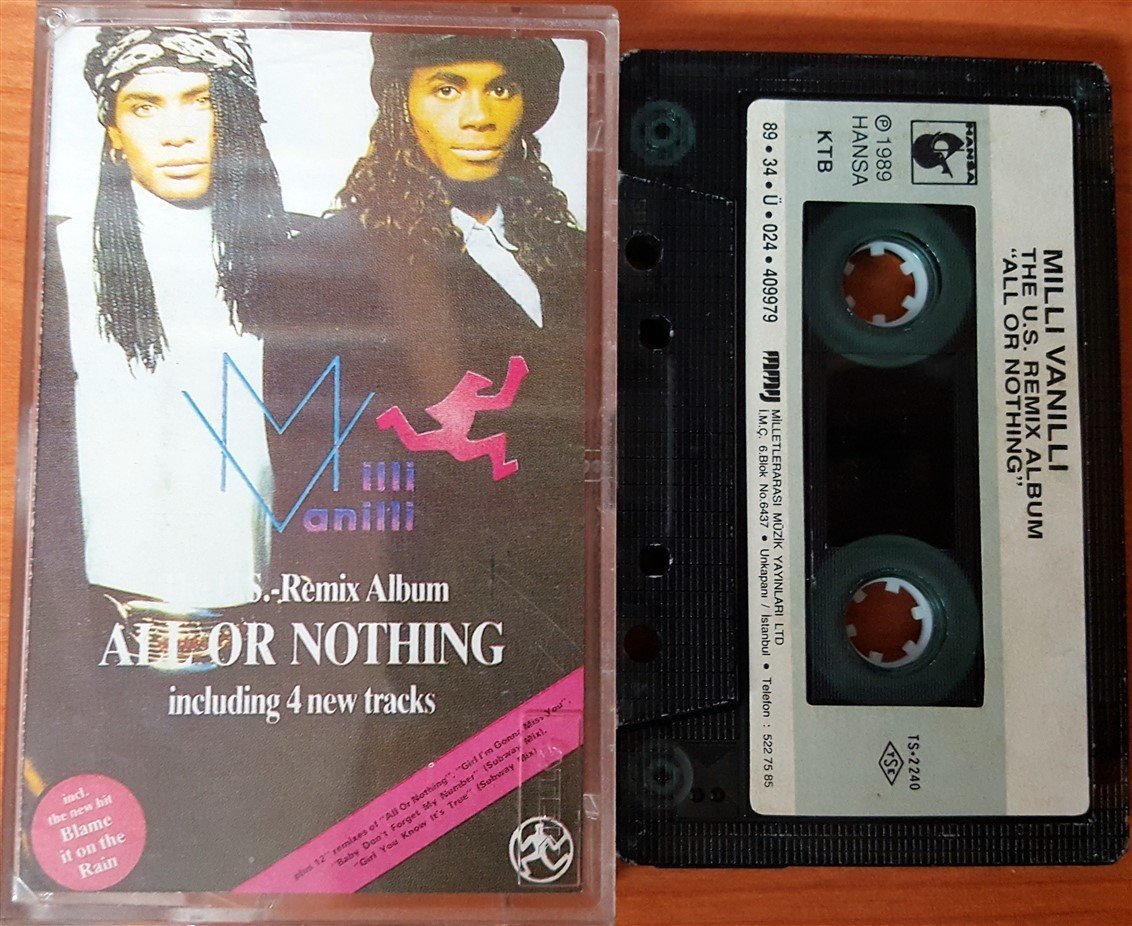 Milli
Vanilli
S.-Remix Album
ALL OR NOTHING
including 4 new tracks
plus 12" remixes of "All Or Nothing", "Girl I'm Gonna Miss You",
"Baby Don't Forget My Number" (Subway Mix),
"Girl You Know It's True" (Subway Mix)
incl.
the new hit
Blame
it on the
Rain
MILLI VANILLI
THE U.S. REMIX ALBUM
"ALL OR NOTHING"
HANSA
℗ 1989
HANSA
KTB
89•34•Ü•024•409979
MİLLETLERARASI MÜZİK YAYINLARI LTD
İ.M.Ç. 6.Blok No.6437 • Unkapanı / İstanbul • Telefon : 522 75 85
TS•2240
TSE